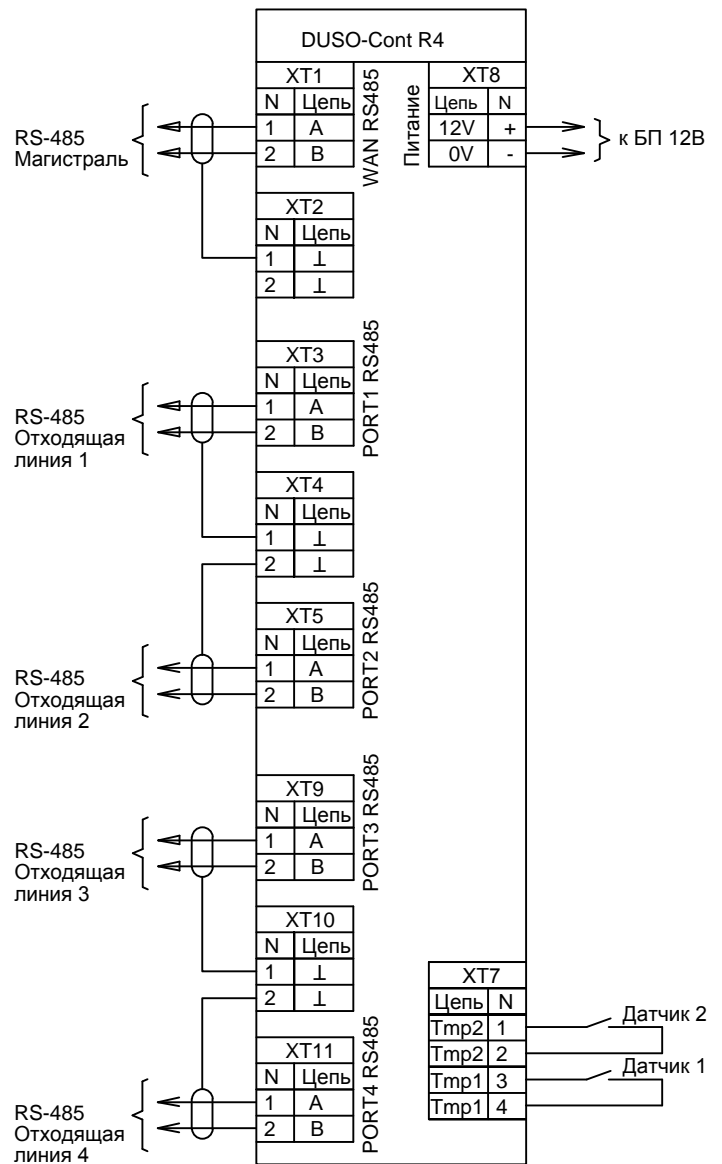 DUSO-Cont R4
XT1
N Цепь
1 A
2 B
WAN RS485
RS-485
Магистраль
XT8
Цепь N
12V +
0V -
Питание
к БП 12В
XT2
N Цепь
1 ⊥
2 ⊥
XT3
N Цепь
1 A
2 B
PORT1 RS485
RS-485
Отходящая
линия 1
XT4
N Цепь
1 ⊥
2 ⊥
XT5
N Цепь
1 A
2 B
PORT2 RS485
RS-485
Отходящая
линия 2
XT9
N Цепь
1 A
2 B
PORT3 RS485
RS-485
Отходящая
линия 3
XT10
N Цепь
1 ⊥
2 ⊥
XT11
N Цепь
1 A
2 B
PORT4 RS485
RS-485
Отходящая
линия 4
XT7
Цепь N
Tmp2 1
Tmp2 2
Tmp1 3
Tmp1 4
Датчик 2
Датчик 1